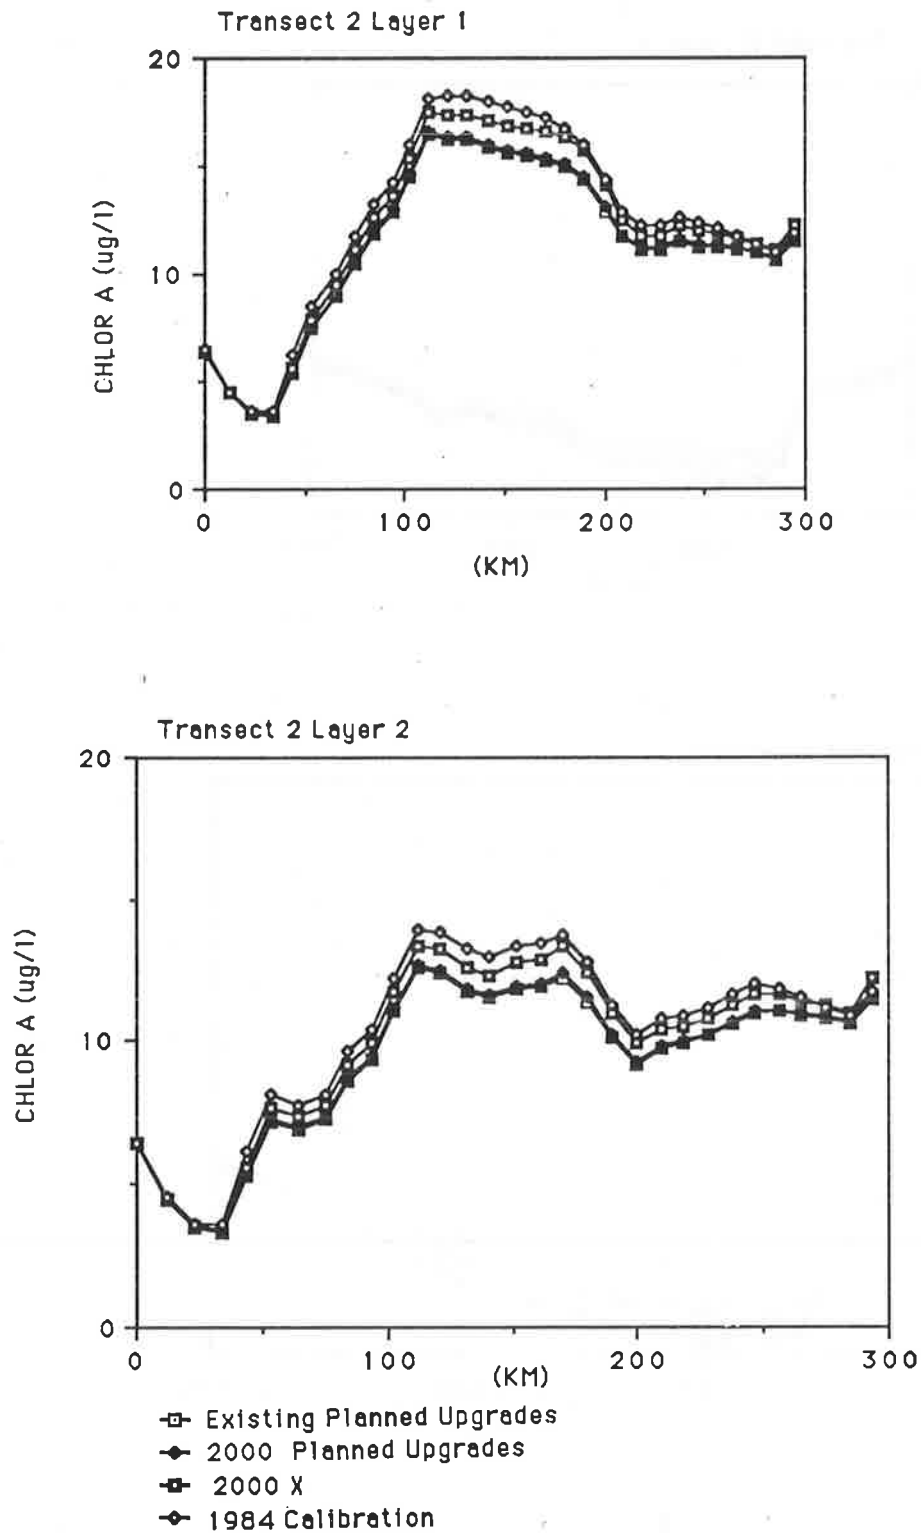 Transect 2 Layer 1
20
10
0
CHLOR A (ug/l)
0 100 200 300
(KM)
Transect 2 Layer 2
20
10
0
CHLOR A (ug/l)
0 100 200 300
(KM)
Existing Planned Upgrades
2000 Planned Upgrades
2000 X
1984 Calibration